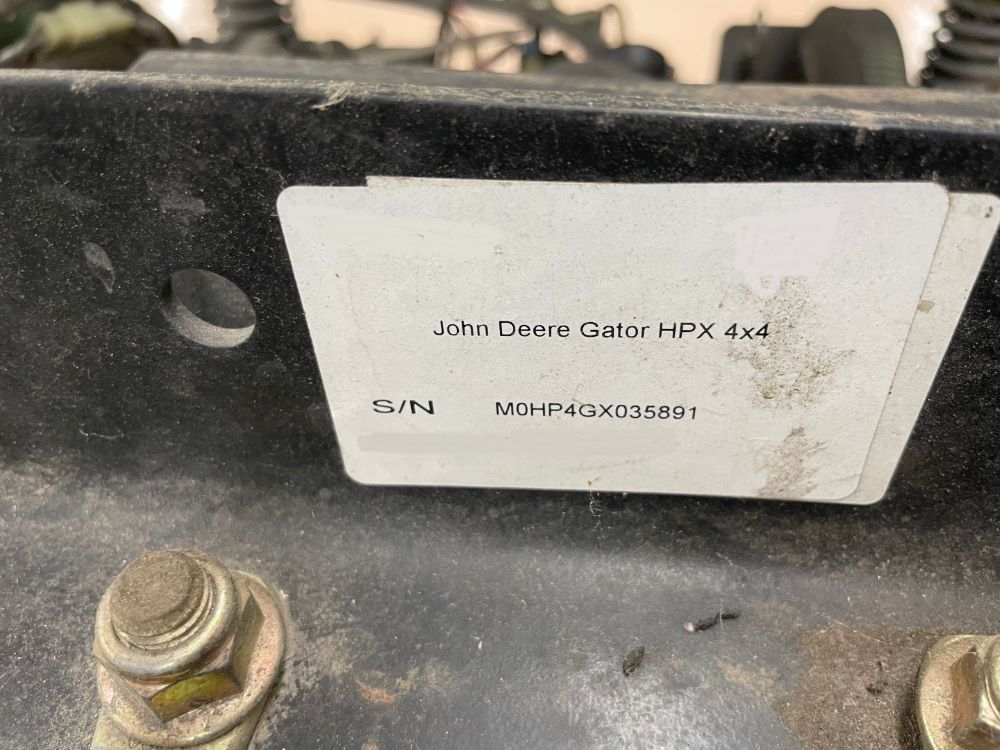 John Deere Gator HPX 4x4
S/N M0HP4GX035891